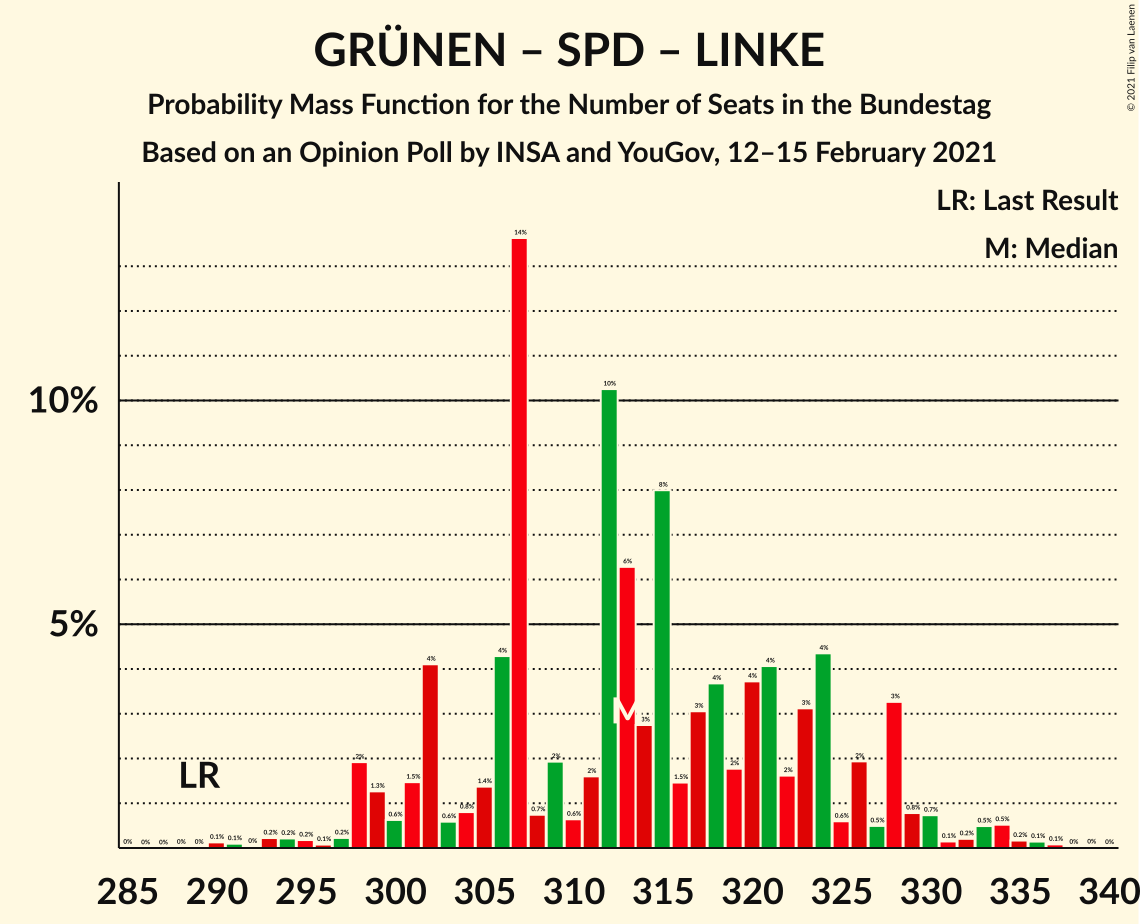 GRÜNEN – SPD – LINKE
Probability Mass Function for the Number of Seats in the Bundestag
Based on an Opinion Poll by INSA and YouGov, 12–15 February 2021
© 2021 Filip van Laenen
LR: Last Result
M: Median
10%
5%
LR
M
0% 0% 0% 0% 0% 0.1% 0.1% 0% 0.2% 0.2% 0.2% 0.1% 0.2% 2% 1.3% 0.6% 1.5% 4% 0.6% 0.8% 1.4% 4% 14% 0.7% 2% 0.6% 2% 10% 6% 3% 8% 1.5% 3% 4% 2% 4% 4% 2% 3% 4% 0.6% 2% 0.5% 3% 0.8% 0.7% 0.1% 0.2% 0.5% 0.5% 0.2% 0.1% 0.1% 0% 0% 0%
285 290 295 300 305 310 315 320 325 330 335 340